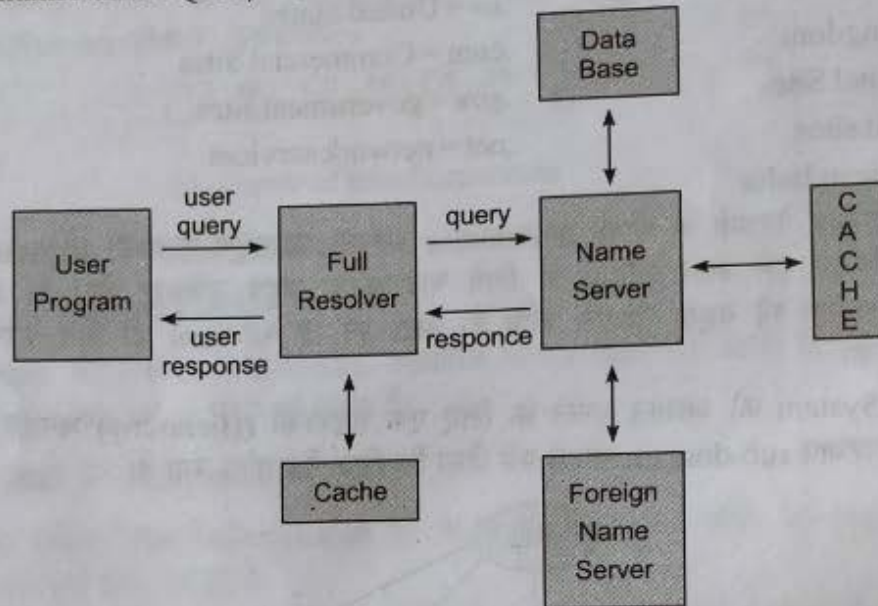 Data
Base
user
query
query
User
Program
Full
Resolver
Name
Server
C
A
C
H
E
user
response
responce
Cache
Foreign
Name
Server